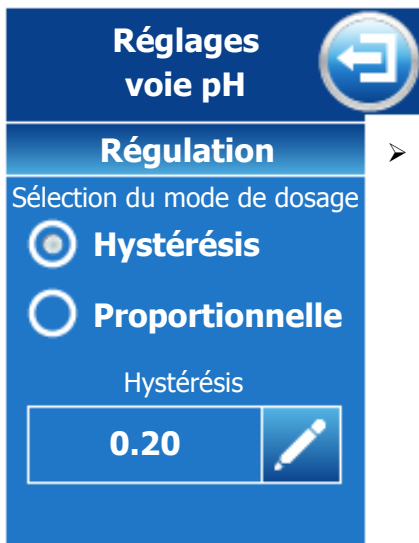 Réglages
voie pH
Régulation
➢
Sélection du mode de dosage
Hystérésis
Proportionnelle
Hystérésis
0.20